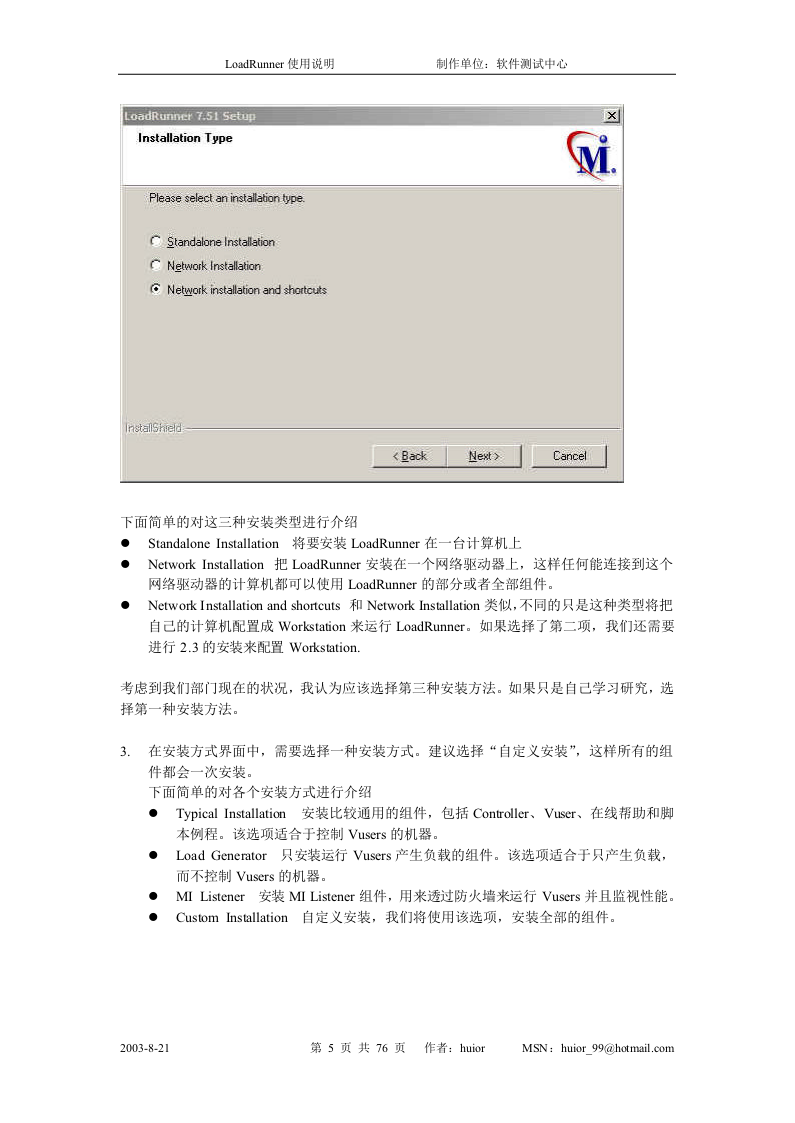 LoadRunner 使用说明 制作单位：软件测试中心
LoadRunner 7.51 Setup
Installation Type
M.
Please select an installation type.
Standalone Installation
Network Installation
Network installation and shortcuts
InstallShield
< Back Next > Cancel
下面简单的对这三种安装类型进行介绍
● Standalone Installation 将要安装 LoadRunner 在一台计算机上
● Network Installation 把 LoadRunner 安装在一个网络驱动器上，这样任何能连接到这个
网络驱动器的计算机都可以使用 LoadRunner 的部分或者全部组件。
● Network Installation and shortcuts 和 Network Installation 类似，不同的只是这种类型将把
自己的计算机配置成 Workstation 来运行 LoadRunner。如果选择了第二项，我们还需要
进行 2.3 的安装来配置 Workstation.
考虑到我们部门现在的状况，我认为应该选择第三种安装方法。如果只是自己学习研究，选
择第一种安装方法。
3. 在安装方式界面中，需要选择一种安装方式。建议选择“自定义安装”，这样所有的组
件都会一次安装。
下面简单的对各个安装方式进行介绍
● Typical Installation 安装比较通用的组件，包括 Controller、Vuser、在线帮助和脚
本例程。该选项适合于控制 Vusers 的机器。
● Load Generator 只安装运行 Vusers 产生负载的组件。该选项适合于只产生负载，
而不控制 Vusers 的机器。
● MI Listener 安装 MI Listener 组件，用来透过防火墙来运行 Vusers 并且监视性能。
● Custom Installation 自定义安装，我们将使用该选项，安装全部的组件。
2003-8-21 第 5 页 共 76 页 作者：huior MSN：huior_99@hotmail.com